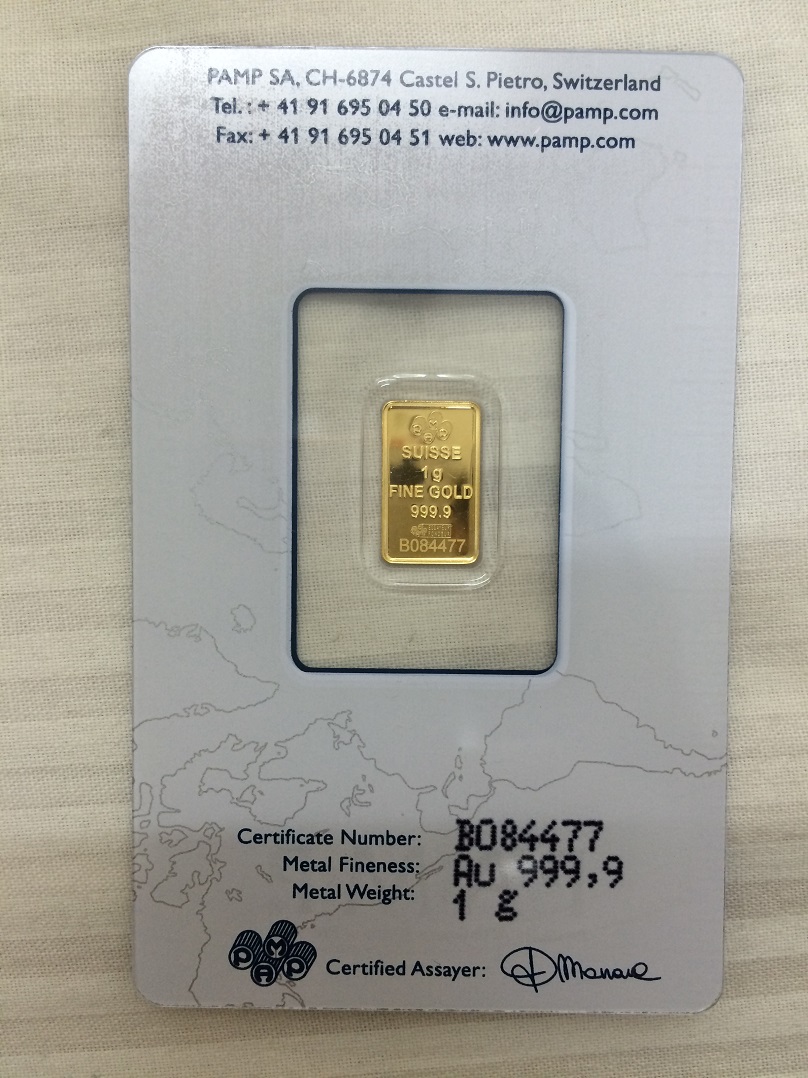 PAMP SA, CH-6874 Castel S. Pietro, Switzerland
Tel.: + 41 91 695 04 50 e-mail: info@pamp.com
Fax: + 41 91 695 04 51 web: www.pamp.com
SUISSE
1g
FINE GOLD
999.9
B084477
Certificate Number: B084477
Metal Fineness: Au 999,9
Metal Weight: 1 g
PAMP
Certified Assayer: